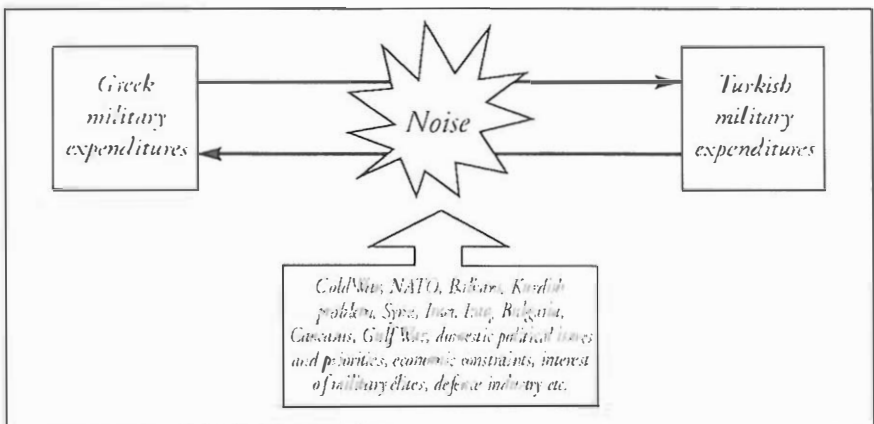 Greek
military
expenditures
Noise
Turkish
military
expenditures
Cold War, NATO, Balkans, Kurdish
problem, Syria, Iran, Iraq, Bulgaria,
Caucasus, Gulf War, domestic political issues
and priorities, economic constraints, interest
of military élites, defence industry etc.